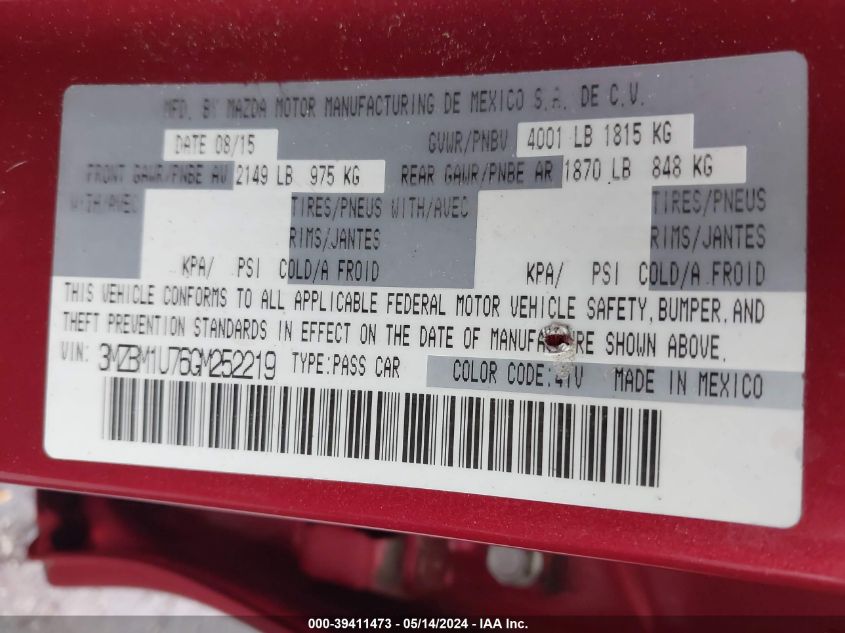 MFD. BY MAZDA MOTOR MANUFACTURING DE MEXICO S.A. DE C.V.
DATE 08/15 GVWR/PNBV 4001 LB 1815 KG
FRONT GAWR/PNBE AV 2149 LB 975 KG REAR GAWR/PNBE AR 1870 LB 848 KG
WITH/AVEC TIRES/PNEUS WITH/AVEC TIRES/PNEUS
RIMS/JANTES RIMS/JANTES
KPA/ PSI COLD/A FROID KPA/ PSI COLD/A FROID
THIS VEHICLE CONFORMS TO ALL APPLICABLE FEDERAL MOTOR VEHICLE SAFETY, BUMPER, AND
THEFT PREVENTION STANDARDS IN EFFECT ON THE DATE OF MANUFA RE SHOWN ABOVE.
VIN: 3MZBM1U76GM252219 TYPE:PASS CAR COLOR CODE:41V MADE IN MEXICO
000-39411473 - 05/14/2024 - IAA Inc.